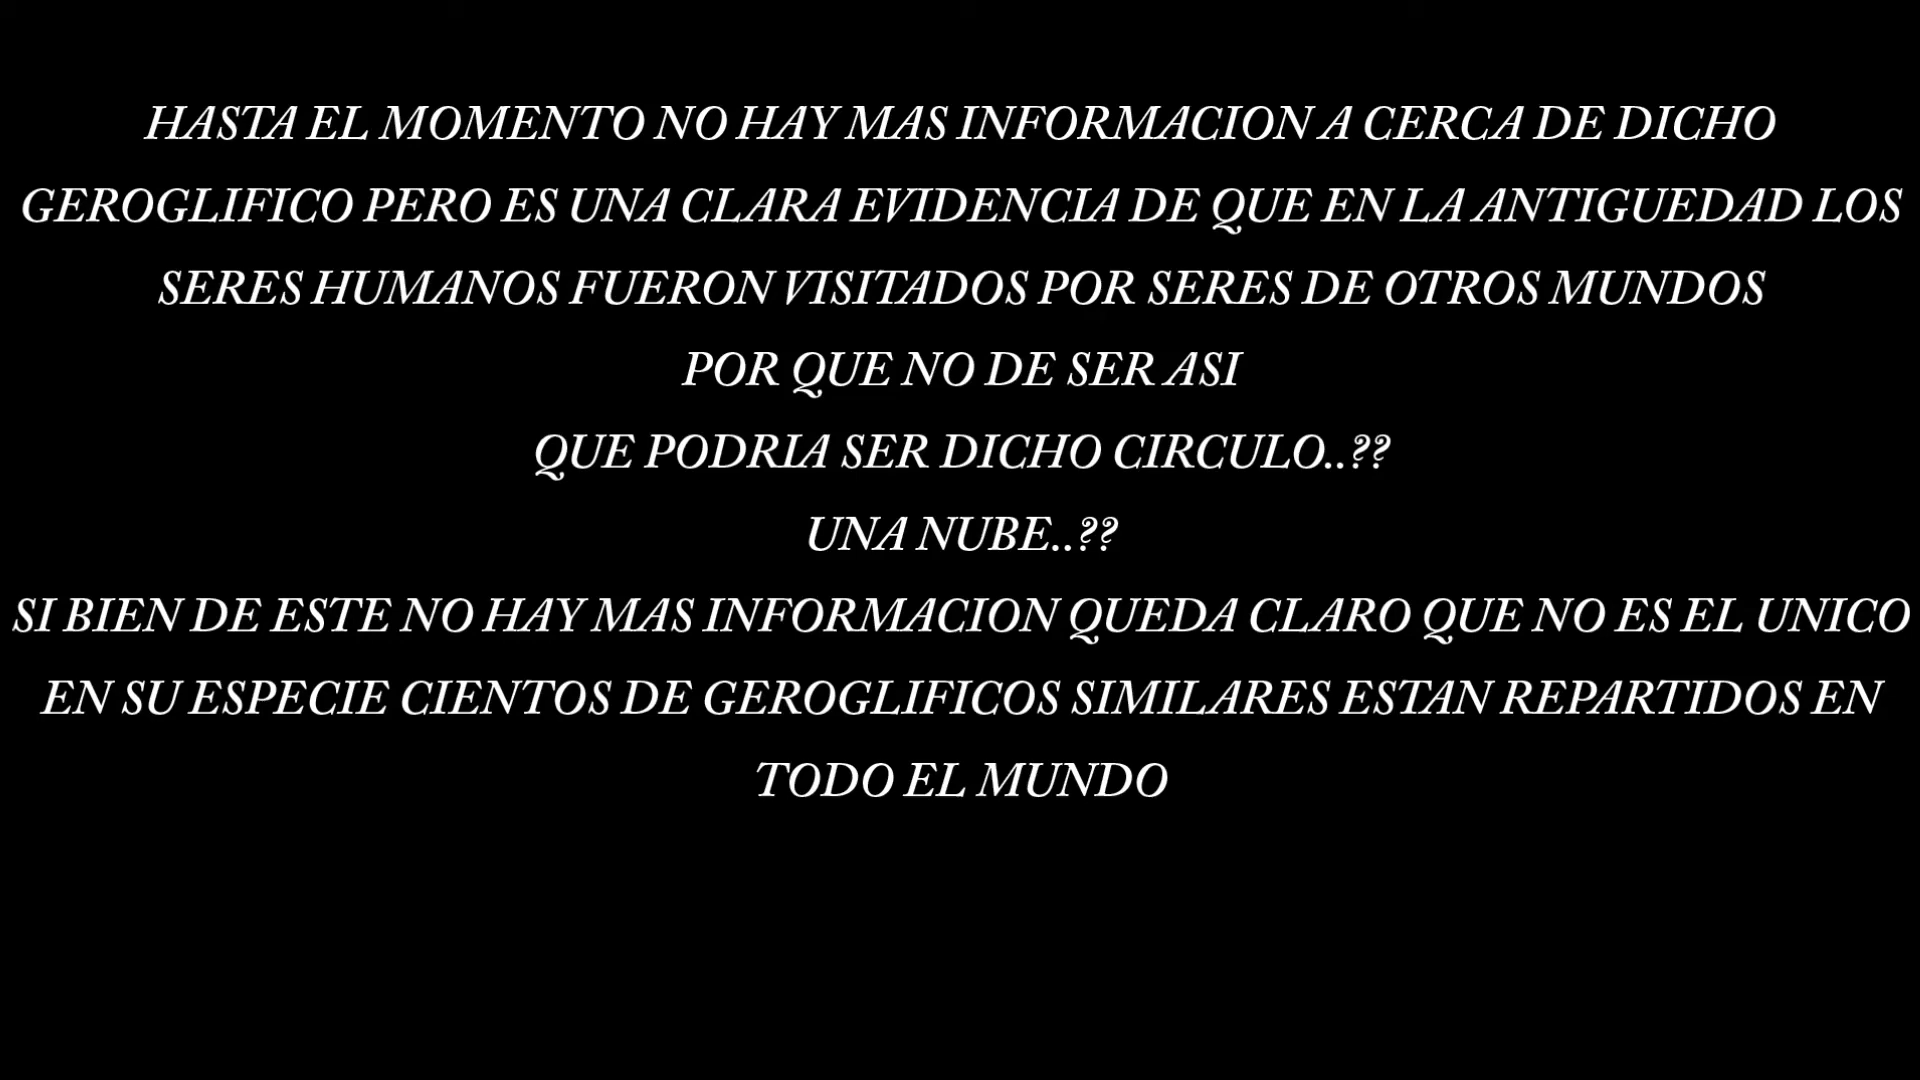 HASTA EL MOMENTO NO HAY MAS INFORMACION A CERCA DE DICHO
GEROGLIFICO PERO ES UNA CLARA EVIDENCIA DE QUE EN LA ANTIGUEDAD LOS
SERES HUMANOS FUERON VISITADOS POR SERES DE OTROS MUNDOS
POR QUE NO DE SER ASI
QUE PODRIA SER DICHO CIRCULO..??
UNA NUBE..??
SI BIEN DE ESTE NO HAY MAS INFORMACION QUEDA CLARO QUE NO ES EL UNICO
EN SU ESPECIE CIENTOS DE GEROGLIFICOS SIMILARES ESTAN REPARTIDOS EN
TODO EL MUNDO